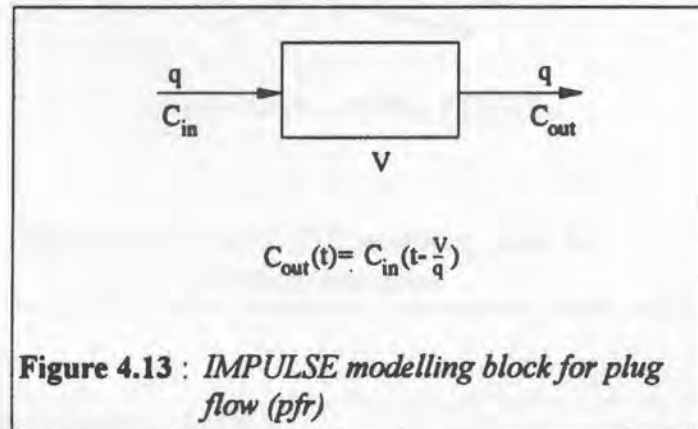 q q
C_in C_out
V
C_out(t)= C_in(t-V/q)
Figure 4.13 : IMPULSE modelling block for plug
flow (pfr)